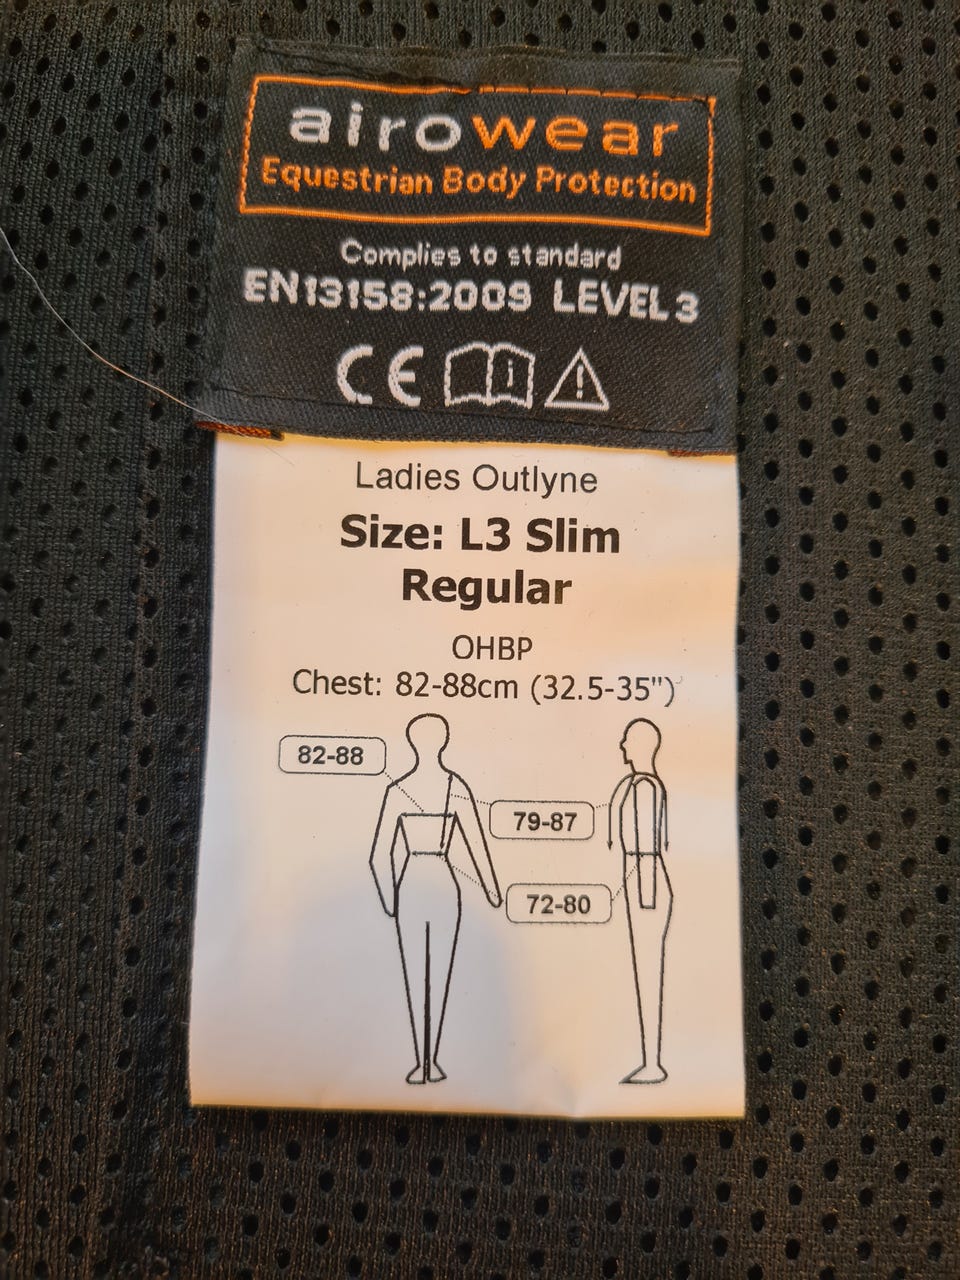 airowear
Equestrian Body Protection
Complies to standard
EN13158:2009 LEVEL 3
CE i !
Ladies Outlyne
Size: L3 Slim
Regular
OHBP
Chest: 82-88cm (32.5-35")
82-88
79-87
72-80